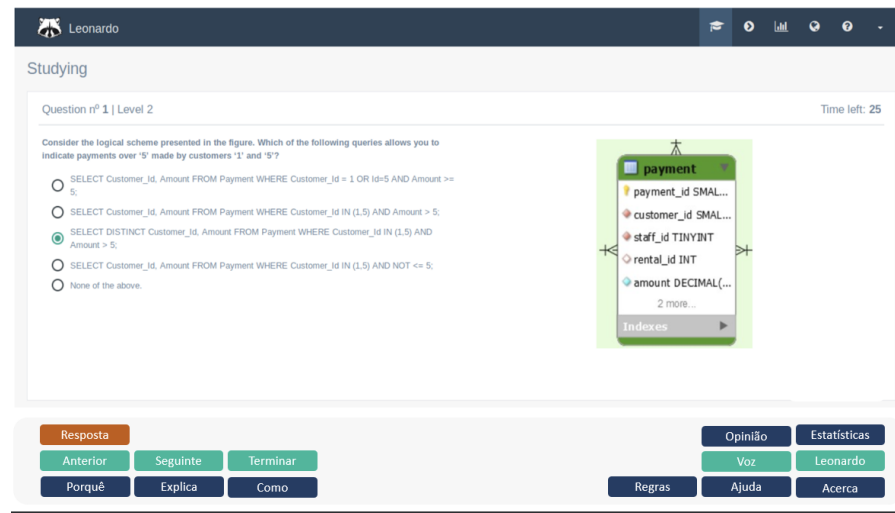 Leonardo
Studying
Question nº 1 | Level 2
Time left: 25
Consider the logical scheme presented in the figure. Which of the following queries allows you to
indicate payments over ‘5’ made by customers ‘1’ and ‘5’?
SELECT Customer_Id, Amount FROM Payment WHERE Customer_Id = 1 OR Id=5 AND Amount >=
5;
SELECT Customer_Id, Amount FROM Payment WHERE Customer_Id IN (1,5) AND Amount > 5;
SELECT DISTINCT Customer_Id, Amount FROM Payment WHERE Customer_Id IN (1,5) AND
Amount > 5;
SELECT Customer_Id, Amount FROM Payment WHERE Customer_Id IN (1,5) AND NOT <= 5;
None of the above.
payment
payment_id SMAL...
customer_id SMAL...
staff_id TINYINT
rental_id INT
amount DECIMAL(...
2 more...
Indexes
Resposta
Opinião
Estatísticas
Anterior
Seguinte
Terminar
Voz
Leonardo
Porquê
Explica
Como
Regras
Ajuda
Acerca